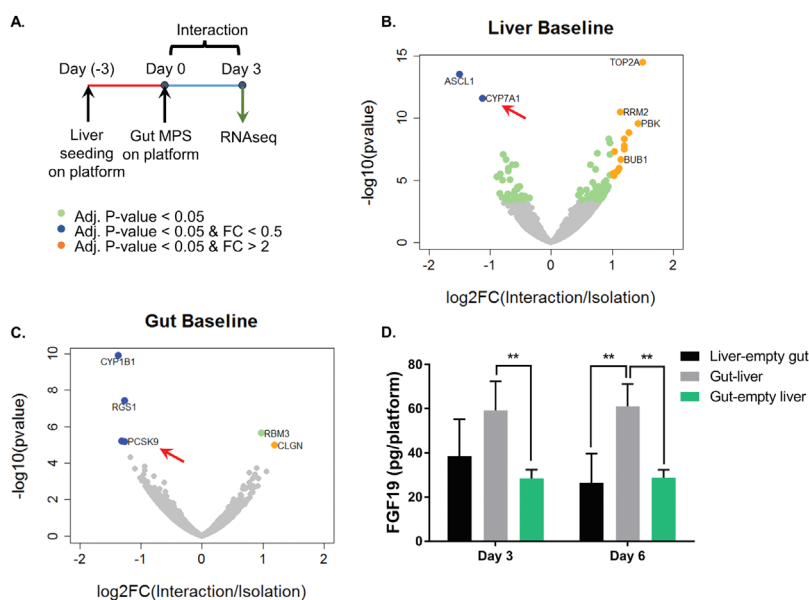 A.
Interaction
Day (-3)
Day 0
Day 3
Liver
seeding
on platform
Gut MPS
on platform
RNAseq
Adj. P-value < 0.05
Adj. P-value < 0.05 & FC < 0.5
Adj. P-value < 0.05 & FC > 2
B.
Liver Baseline
-log10(pvalue)
15
10
5
0
TOP2A
ASCL1
CYP7A1
RRM2
PBK
BUB1
-2
-1
0
1
2
log2FC(Interaction/Isolation)
C.
Gut Baseline
-log10(pvalue)
10
8
6
4
2
0
CYP1B1
RGS1
PCSK9
RBM3
CLGN
-2
-1
0
1
2
log2FC(Interaction/Isolation)
D.
FGF19 (pg/platform)
80
60
40
20
0
**
**
**
Day 3
Day 6
Liver-empty gut
Gut-liver
Gut-empty liver